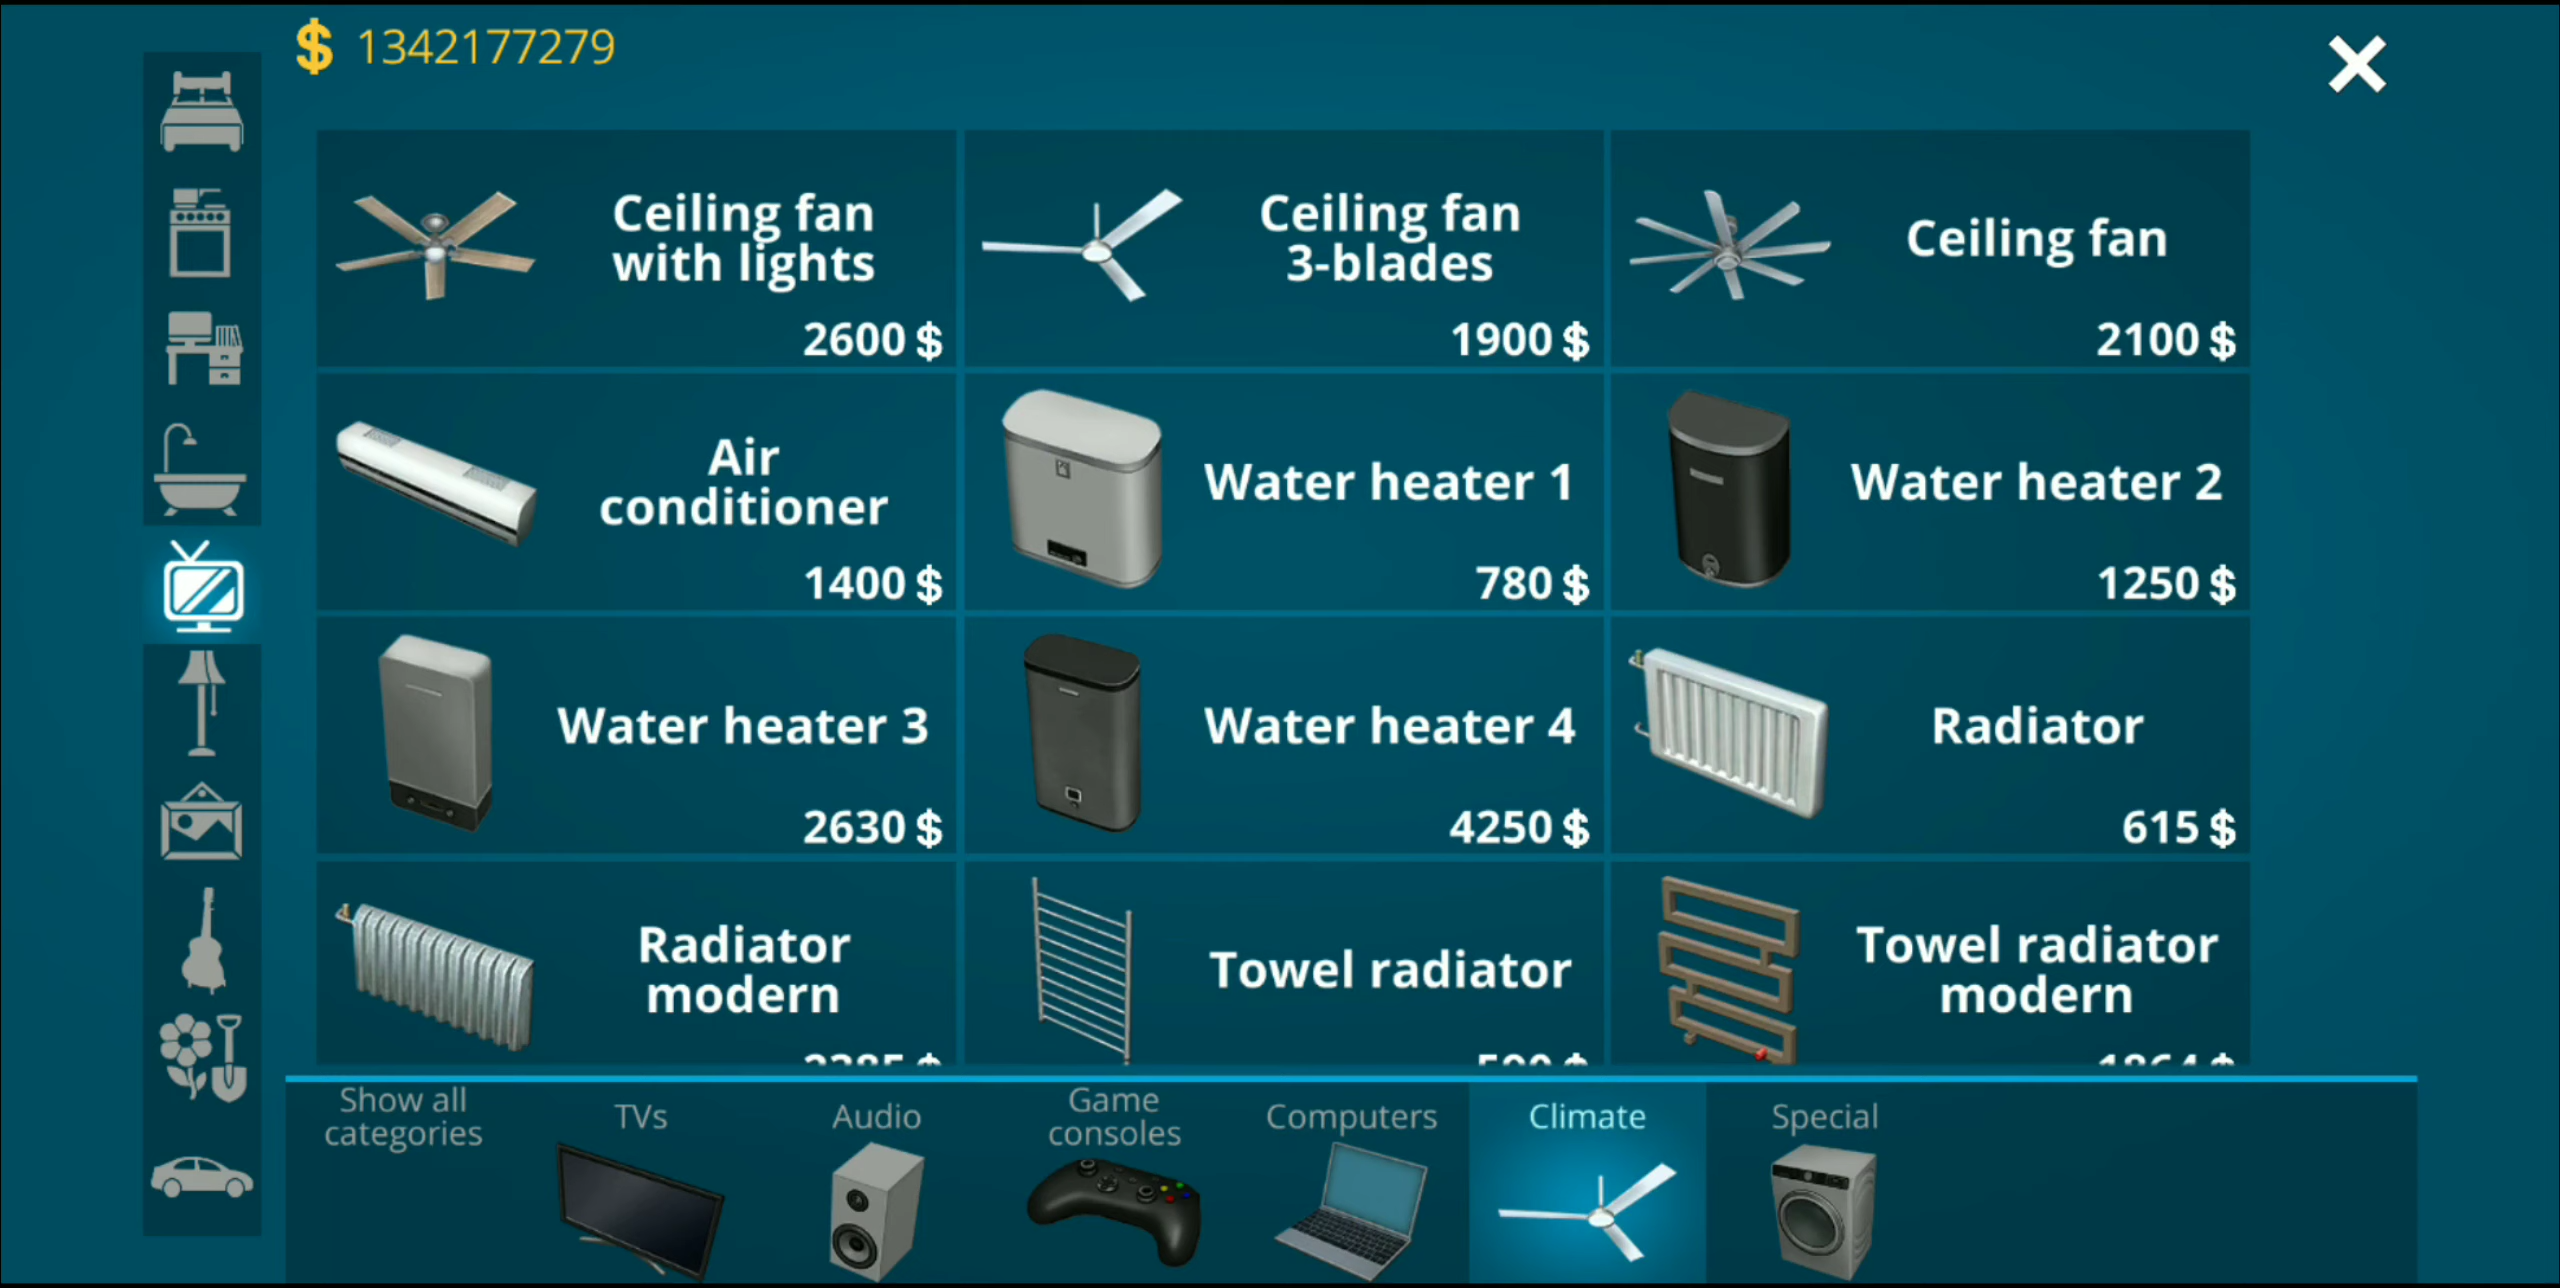 $ 1342177279
Ceiling fan
with lights
2600 $
Ceiling fan
3-blades
1900 $
Ceiling fan
2100 $
Air
conditioner
1400 $
Water heater 1
780 $
Water heater 2
1250 $
Water heater 3
2630 $
Water heater 4
4250 $
Radiator
615 $
Radiator
modern
Towel radiator
Towel radiator
modern
Show all
categories
TVs
Audio
Game
consoles
Computers
Climate
Special